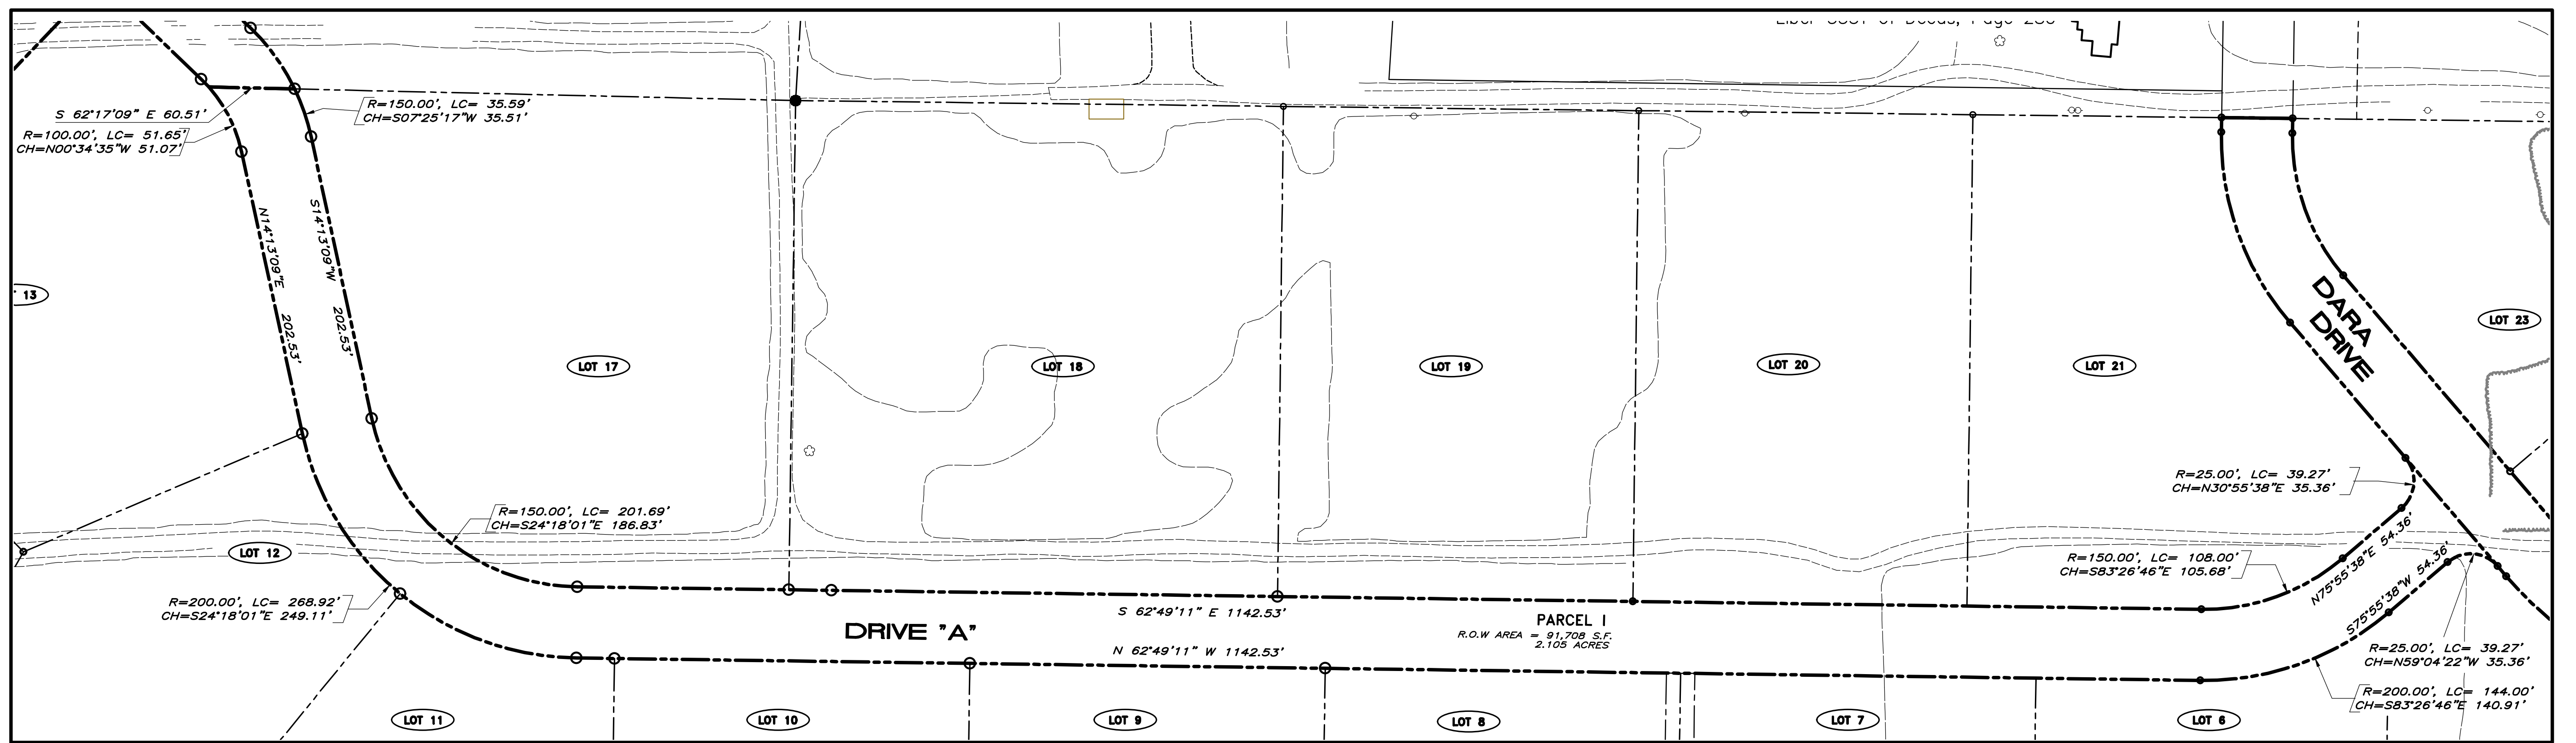 S 62°17'09" E 60.51'
R=100.00', LC= 51.65'
CH=N00°34'35"W 51.07'
R=150.00', LC= 35.59'
CH=S07°25'17"W 35.51'
N14°13'09"E 202.53'
S14°13'09"W 202.53'
13
LOT 17
LOT 18
LOT 19
LOT 20
LOT 21
DARA
DRIVE
LOT 23
R=150.00', LC= 201.69'
CH=S24°18'01"E 186.83'
R=25.00', LC= 39.27'
CH=N30°55'38"E 35.36'
LOT 12
R=150.00', LC= 108.00'
CH=S83°26'46"E 105.68'
N75°55'38"E 54.36'
S75°55'38"W 54.36'
R=200.00', LC= 268.92'
CH=S24°18'01"E 249.11'
S 62°49'11" E 1142.53'
DRIVE "A"
PARCEL I
R.O.W AREA = 91,708 S.F.
2.105 ACRES
N 62°49'11" W 1142.53'
R=25.00', LC= 39.27'
CH=N59°04'22"W 35.36'
R=200.00', LC= 144.00'
CH=S83°26'46"E 140.91'
LOT 11
LOT 10
LOT 9
LOT 8
LOT 7
LOT 6